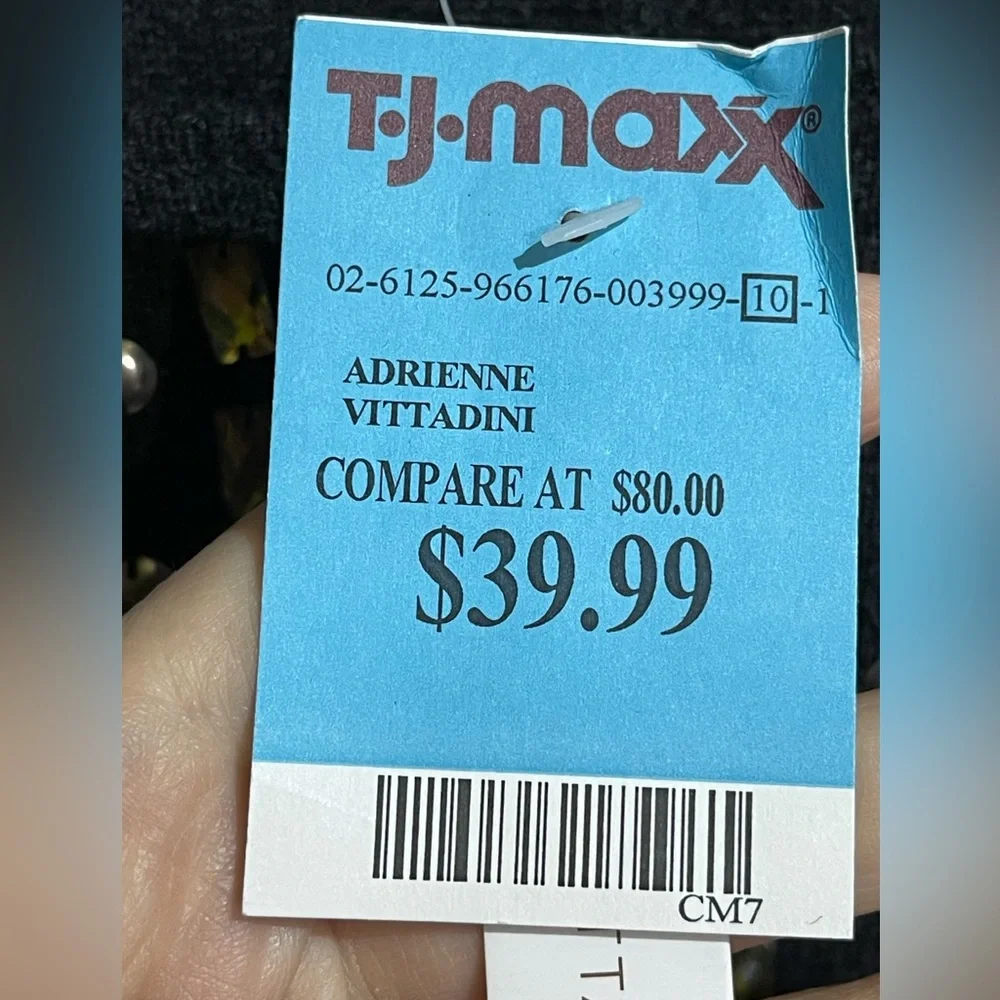 T.J.maxx®
02-6125-966176-003999-10-1
ADRIENNE
VITTADINI
COMPARE AT $80.00
$39.99
CM7